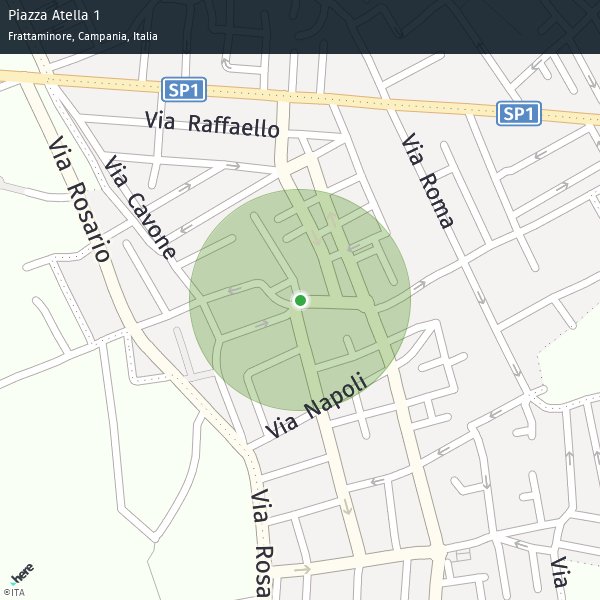 Piazza Atella 1
Frattaminore, Campania, Italia
SP1
SP1
Via Raffaello
Via Roma
Via Rosario
Via Cavone
Via Napoli
Via Rosa
Via
here
©ITA